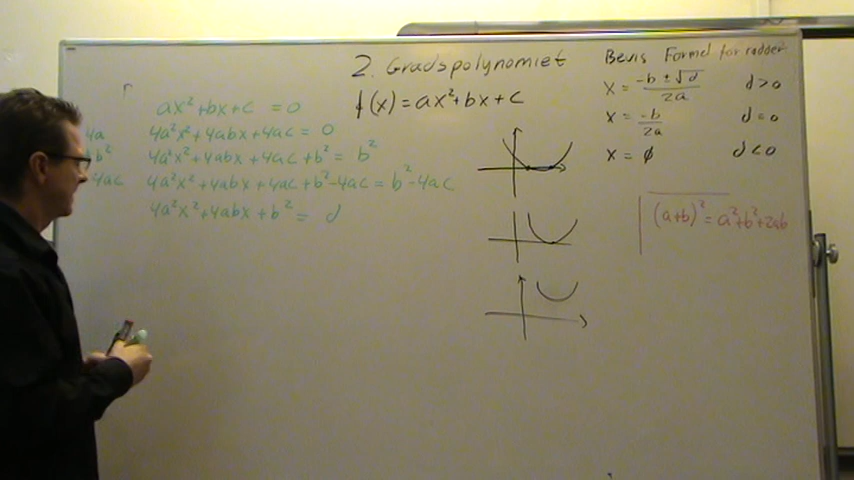 2. Gradspolynomiet
f(x) = ax²+bx+c
ax²+bx+c = 0
4a
4a²x²+4abx+4ac = 0
b²
4a²x²+4abx+4ac+b² = b²
4ac
4a²x²+4abx+4ac+b²-4ac = b²-4ac
4a²x²+4abx+b² = d
Bevis Formel for rødder
x = (-b±√d)/2a d>0
x = -b/2a d=0
x = ø d<0
(a+b)² = a²+b²+2ab